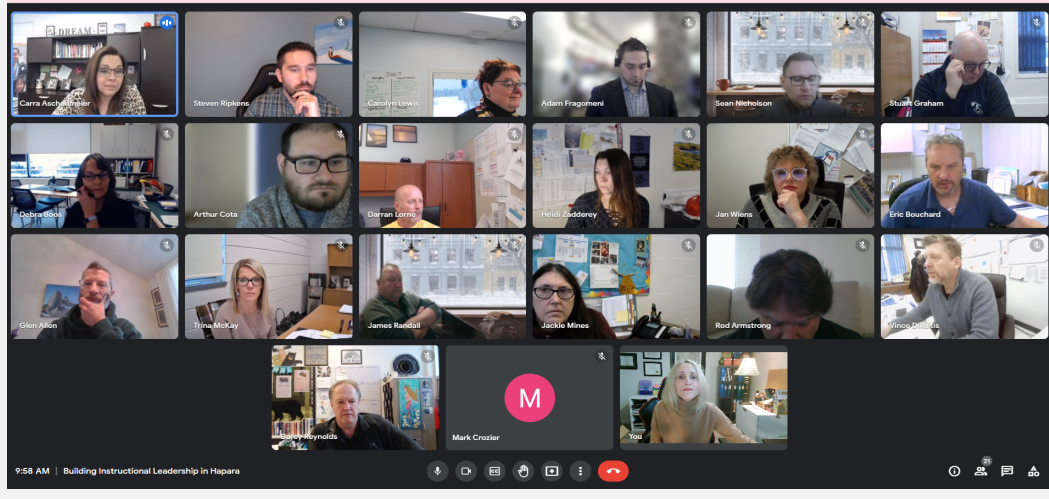 DREAM
Carra Aschenmeier
Steven Ripkens
Carolyn Lewis
Adam Fragomeni
Sean Nicholson
Stuart Graham
Debra Boos
Arthur Cota
Darran Lorne
Heidi Zadderey
Jan Wiens
Eric Bouchard
Glen Allen
Trina McKay
James Randall
Jackie Mines
Rod Armstrong
Vince
Darcy Reynolds
M
Mark Crozier
You
9:58 AM | Building Instructional Leadership in Hapara
CC
21